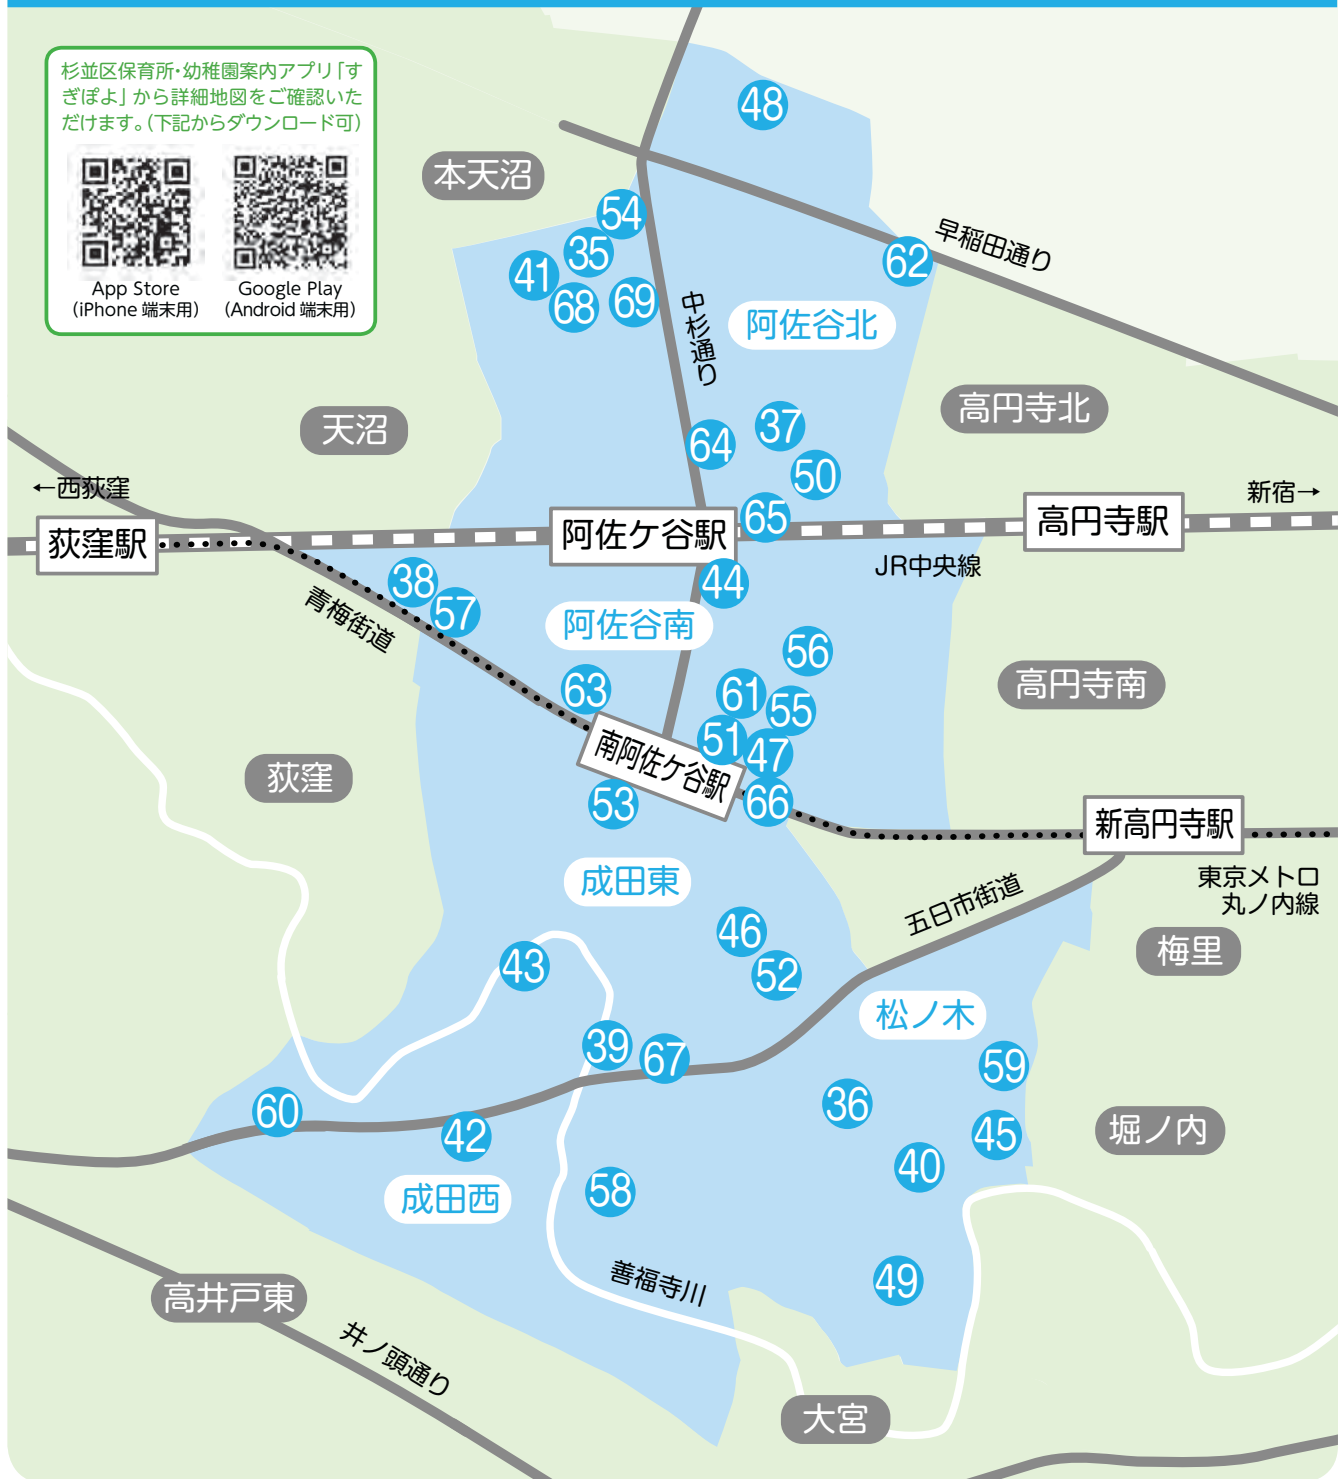 杉並区保育所・幼稚園案内アプリ「す
ぎぽよ」から詳細地図をご確認いた
だけます。（下記からダウンロード可）
App Store
（iPhone 端末用）
Google Play
（Android 端末用）
48
本天沼
54
35
41
68
69
62
早稲田通り
中杉通り
阿佐谷北
高円寺北
天沼
37
64
50
65
←西荻窪
新宿→
荻窪駅
阿佐ケ谷駅
高円寺駅
JR中央線
44
38
57
青梅街道
阿佐谷南
56
61
63
55
高円寺南
51
47
南阿佐ケ谷駅
66
53
荻窪
新高円寺駅
東京メトロ
丸ノ内線
成田東
五日市街道
46
52
43
梅里
松ノ木
39
67
59
36
60
42
45
堀ノ内
40
成田西
58
49
善福寺川
高井戸東
井ノ頭通り
大宮